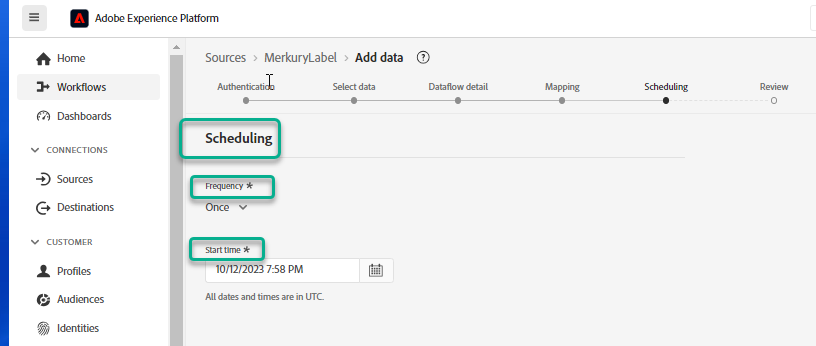 Adobe Experience Platform
Home
Workflows
Dashboards
CONNECTIONS
Sources
Destinations
CUSTOMER
Profiles
Audiences
Identities
Sources > MerkuryLabel > Add data ?
Authentication Select data Dataflow detail Mapping Scheduling Review
Scheduling
Frequency *
Once
Start time *
10/12/2023 7:58 PM
All dates and times are in UTC.